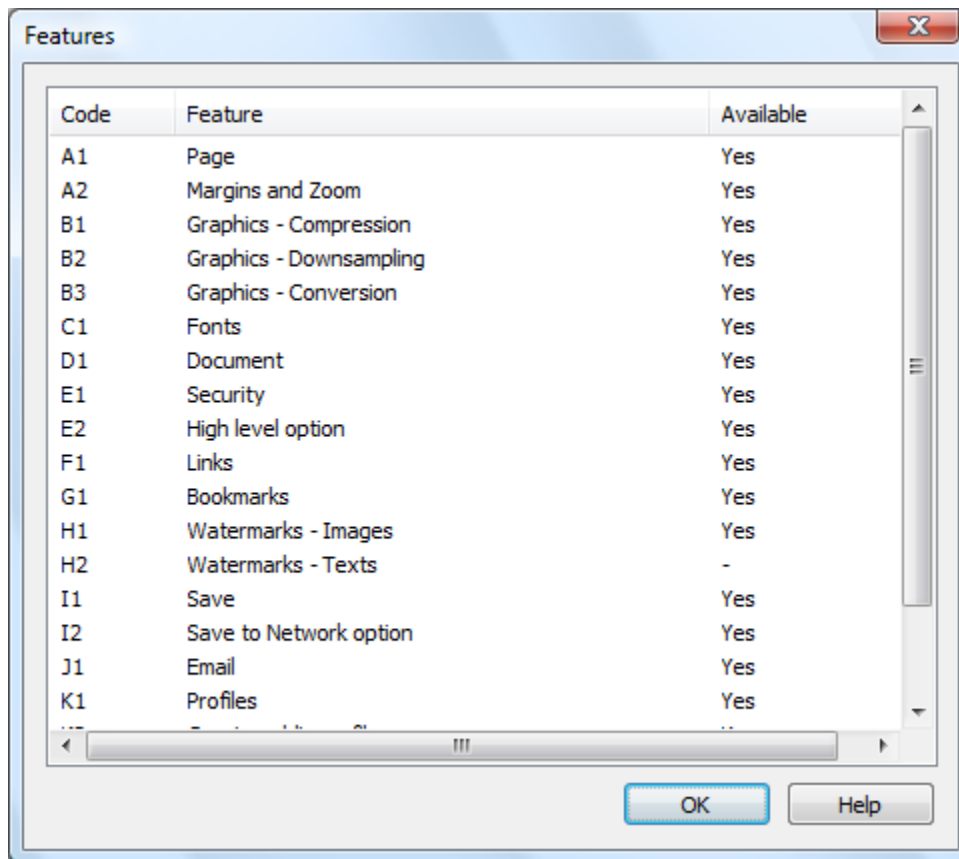 Features
Code Feature Available
A1 Page Yes
A2 Margins and Zoom Yes
B1 Graphics - Compression Yes
B2 Graphics - Downsampling Yes
B3 Graphics - Conversion Yes
C1 Fonts Yes
D1 Document Yes
E1 Security Yes
E2 High level option Yes
F1 Links Yes
G1 Bookmarks Yes
H1 Watermarks - Images Yes
H2 Watermarks - Texts -
I1 Save Yes
I2 Save to Network option Yes
J1 Email Yes
K1 Profiles Yes
OK Help